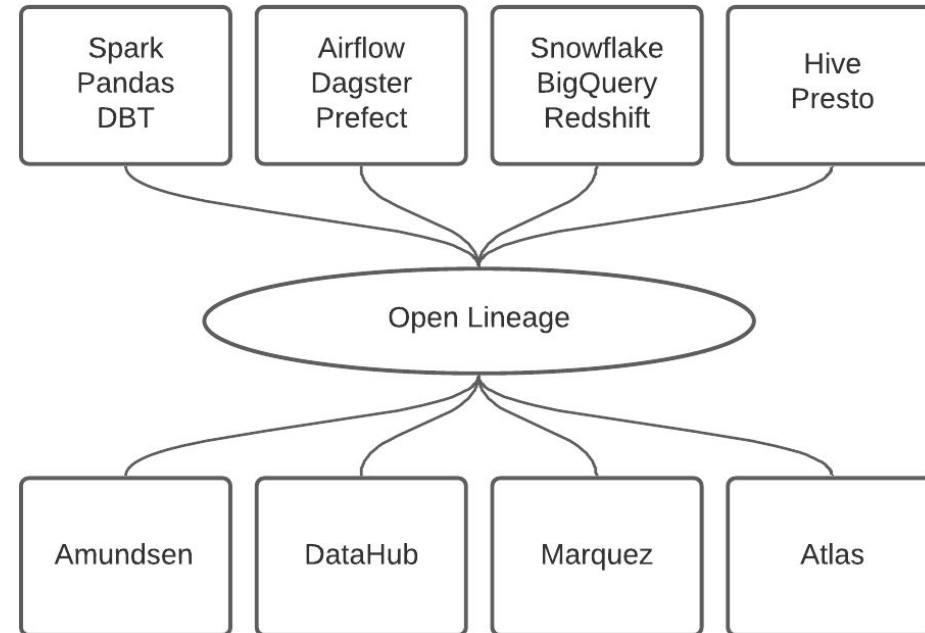 Spark
Pandas
DBT
Airflow
Dagster
Prefect
Snowflake
BigQuery
Redshift
Hive
Presto
Open Lineage
Amundsen
DataHub
Marquez
Atlas